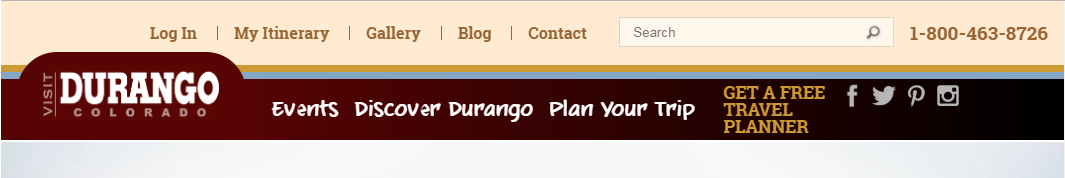 Log In | My Itinerary | Gallery | Blog | Contact Search 1-800-463-8726
VISIT
DURANGO
COLORADO
Events Discover Durango Plan Your Trip
GET A FREE
TRAVEL
PLANNER